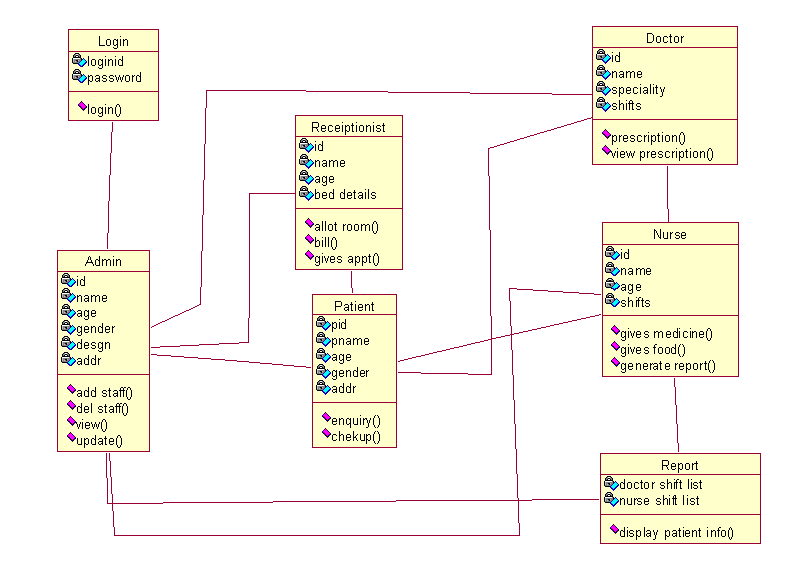 Login
loginid
password
login()
Doctor
id
name
speciality
shifts
prescription()
view prescription()
Receiptionist
id
name
age
bed details
allot room()
bill()
gives appt()
Admin
id
name
age
gender
desgn
addr
add staff()
del staff()
view()
update()
Patient
pid
pname
age
gender
addr
enquiry()
chekup()
Nurse
id
name
age
shifts
gives medicine()
gives food()
generate report()
Report
doctor shift list
nurse shift list
display patient info()